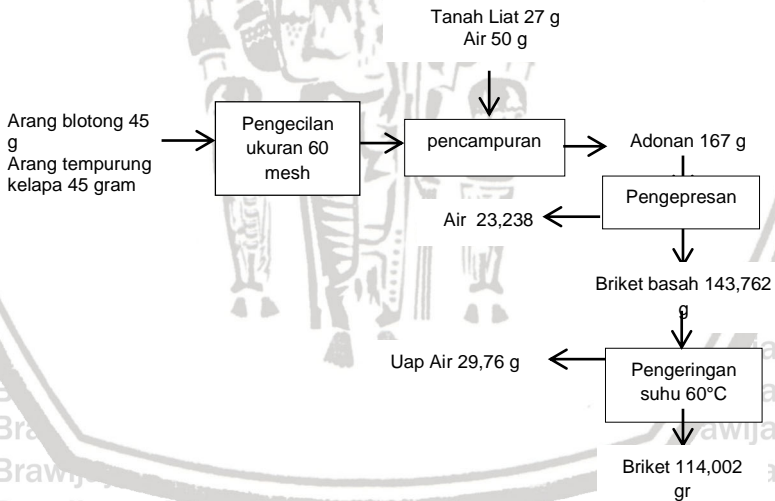 Tanah Liat 27 g
Air 50 g
Arang blotong 45
g
Arang tempurung
kelapa 45 gram
Pengecilan
ukuran 60
mesh
pencampuran
Adonan 167 g
Pengepresan
Air 23,238
Briket basah 143,762
g
Uap Air 29,76 g
Pengeringan
suhu 60°C
Briket 114,002
gr